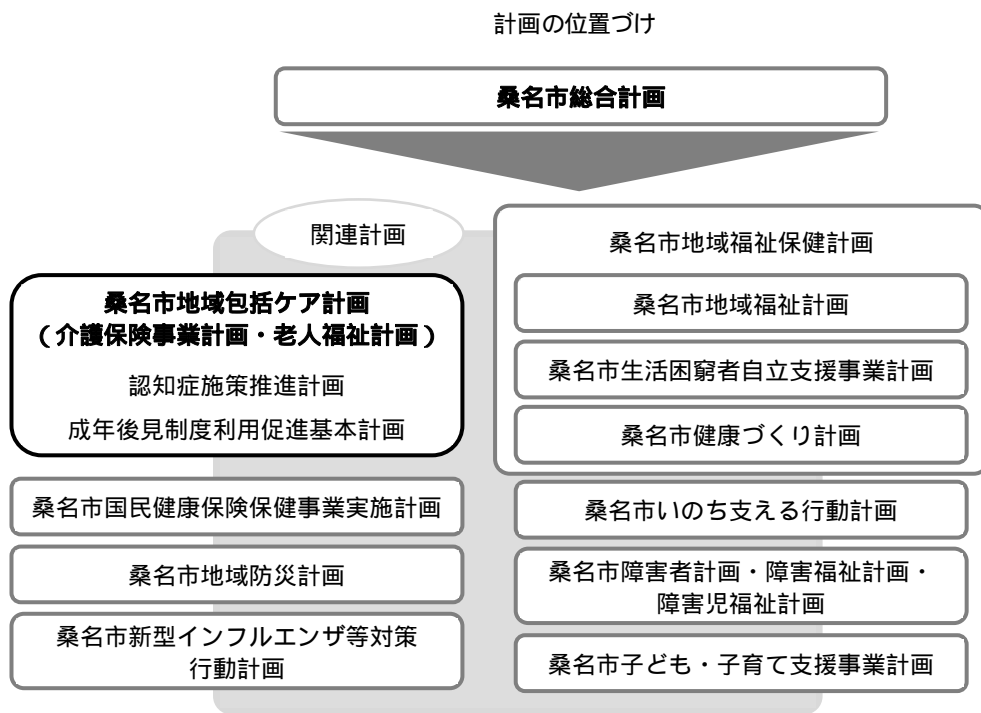 計画の位置づけ
桑名市総合計画
関連計画
桑名市地域包括ケア計画
（介護保険事業計画・老人福祉計画）
認知症施策推進計画
成年後見制度利用促進基本計画
桑名市国民健康保険保健事業実施計画
桑名市地域防災計画
桑名市新型インフルエンザ等対策
行動計画
桑名市地域福祉保健計画
桑名市地域福祉計画
桑名市生活困窮者自立支援事業計画
桑名市健康づくり計画
桑名市いのち支える行動計画
桑名市障害者計画・障害福祉計画・
障害児福祉計画
桑名市子ども・子育て支援事業計画